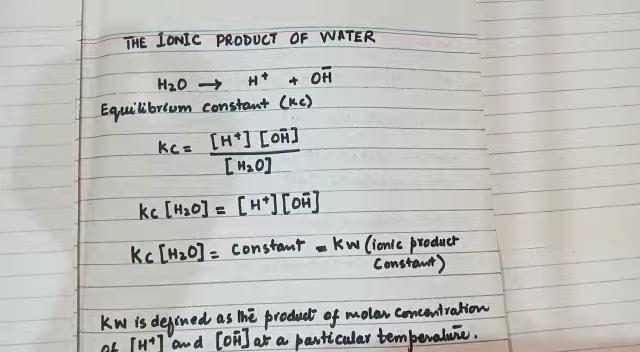 THE IONIC PRODUCT OF WATER
H₂O → H⁺ + OH⁻
Equilibrium constant (Kc)
Kc = [H⁺] [OH⁻]
[H₂O]
Kc [H₂O] = [H⁺] [OH⁻]
Kc [H₂O] = constant = Kw (ionic product
constant)
Kw is defined as the product of molar concentration
of [H⁺] and [OH⁻] at a particular temperature.